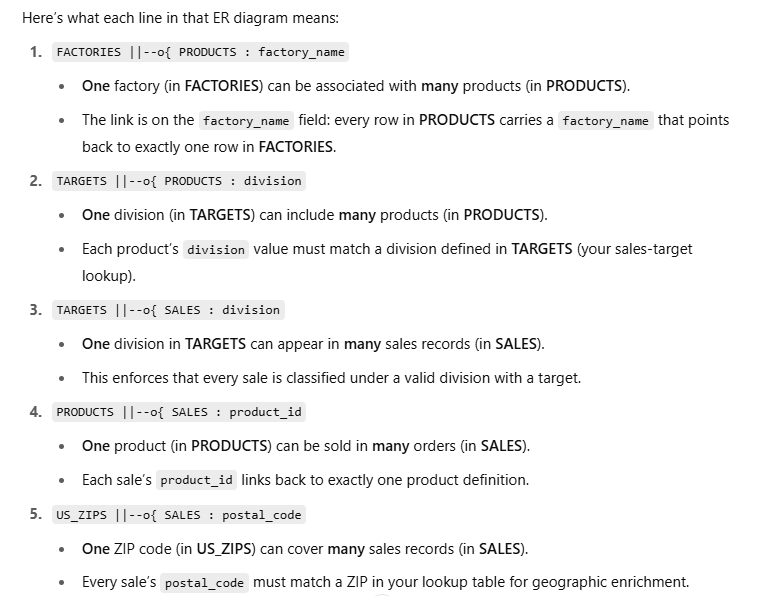 Here's what each line in that ER diagram means:
1. FACTORIES ||--o{ PRODUCTS : factory_name
• One factory (in FACTORIES) can be associated with many products (in PRODUCTS).
• The link is on the factory_name field: every row in PRODUCTS carries a factory_name that points
back to exactly one row in FACTORIES.
2. TARGETS ||--o{ PRODUCTS : division
• One division (in TARGETS) can include many products (in PRODUCTS).
• Each product's division value must match a division defined in TARGETS (your sales-target
lookup).
3. TARGETS ||--o{ SALES : division
• One division in TARGETS can appear in many sales records (in SALES).
• This enforces that every sale is classified under a valid division with a target.
4. PRODUCTS ||--o{ SALES : product_id
• One product (in PRODUCTS) can be sold in many orders (in SALES).
• Each sale's product_id links back to exactly one product definition.
5. US_ZIPS ||--o{ SALES : postal_code
• One ZIP code (in US_ZIPS) can cover many sales records (in SALES).
• Every sale's postal_code must match a ZIP in your lookup table for geographic enrichment.